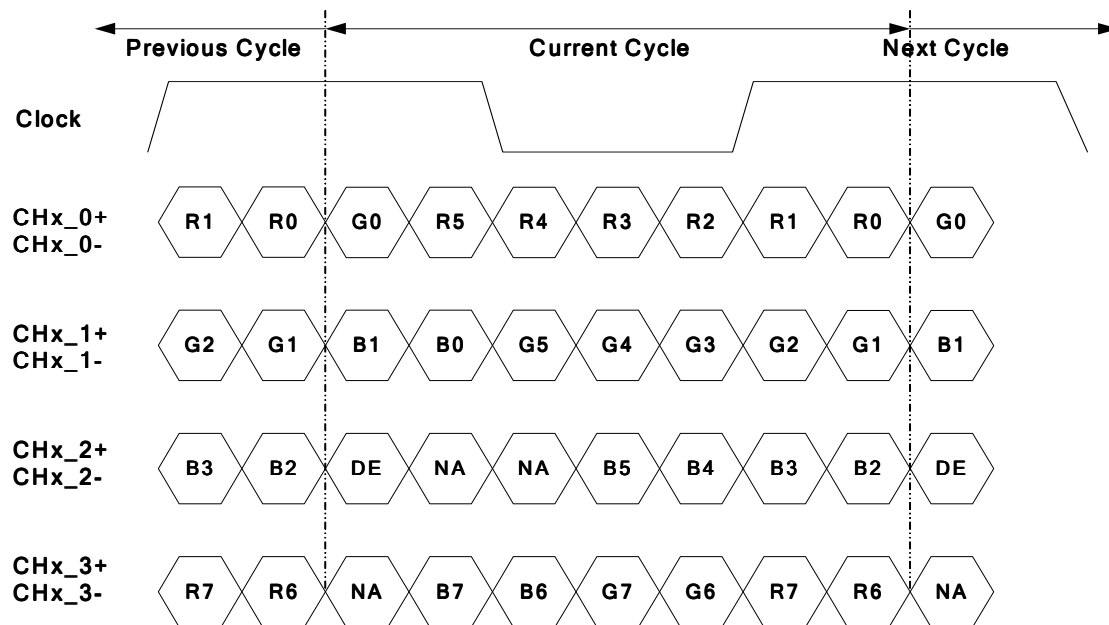 Previous Cycle Current Cycle Next Cycle
Clock
CHx_0+
CHx_0-
R1 R0 G0 R5 R4 R3 R2 R1 R0 G0
CHx_1+
CHx_1-
G2 G1 B1 B0 G5 G4 G3 G2 G1 B1
CHx_2+
CHx_2-
B3 B2 DE NA NA B5 B4 B3 B2 DE
CHx_3+
CHx_3-
R7 R6 NA B7 B6 G7 G6 R7 R6 NA